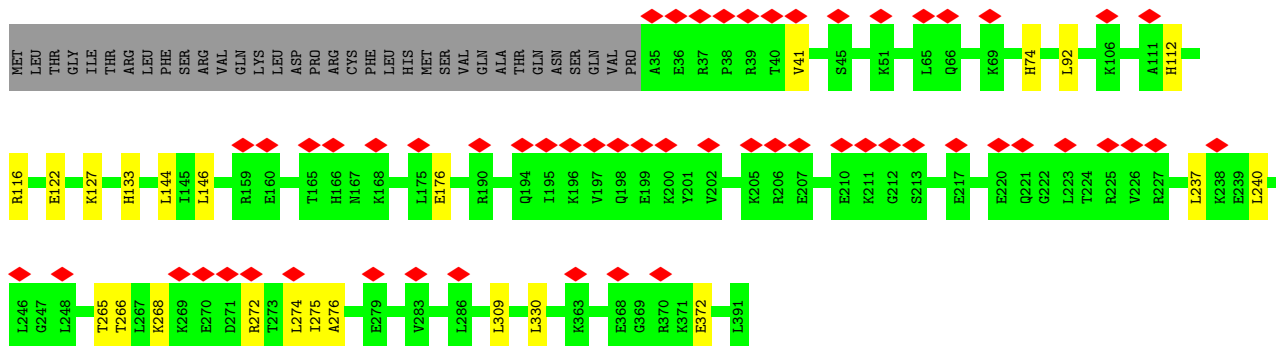 MET LEU THR GLY ILE THR ARG LEU PHE SER ARG VAL GLN LYS LEU ASP PRO ARG CYS PHE LEU HIS MET SER VAL GLN ALA THR GLN ASN SER GLN VAL PRO A35 E36 R37 P38 R39 T40 V41 S45 K51 L65 Q66 K69 H74 L92 K106 A111 H112
R116 E122 K127 H133 L144 I145 L146 R159 E160 T165 H166 N167 K168 L175 E176 R190 Q194 I195 K196 V197 Q198 E199 K200 Y201 V202 K205 R206 E207 E210 K211 G212 S213 E217 E220 Q221 G222 L223 T224 R225 V226 R227 L237 K238 E239 L240
L246 G247 L248 T265 T266 L267 K268 K269 E270 D271 R272 T273 L274 I275 A276 E279 V283 L286 L309 L330 K363 E368 G369 R370 K371 E372 L391